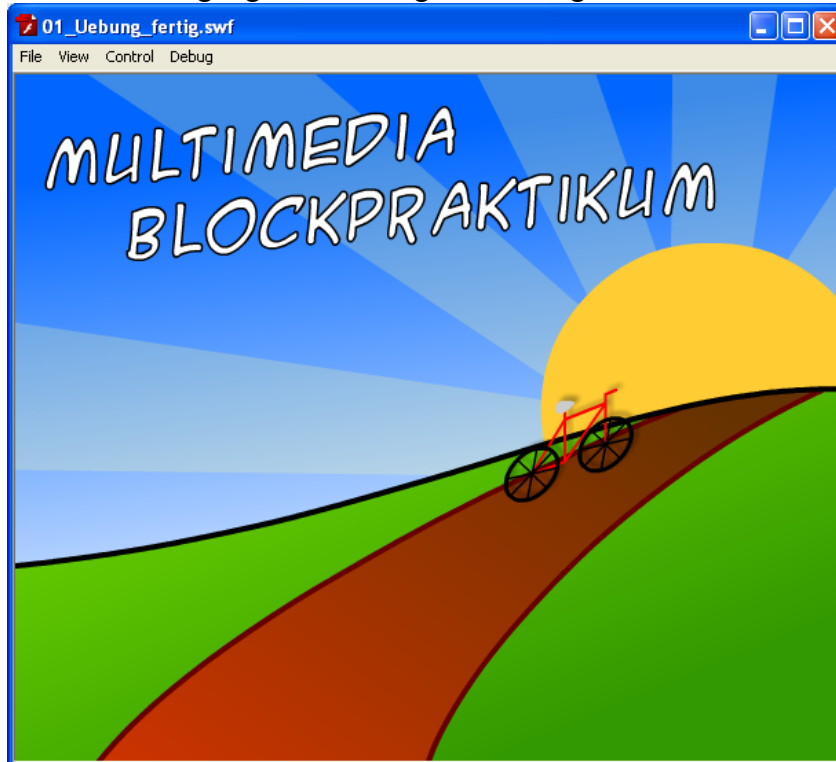 01_Uebung_fertig.swf
File View Control Debug
MULTIMEDIA
BLOCKPRAKTIKUM